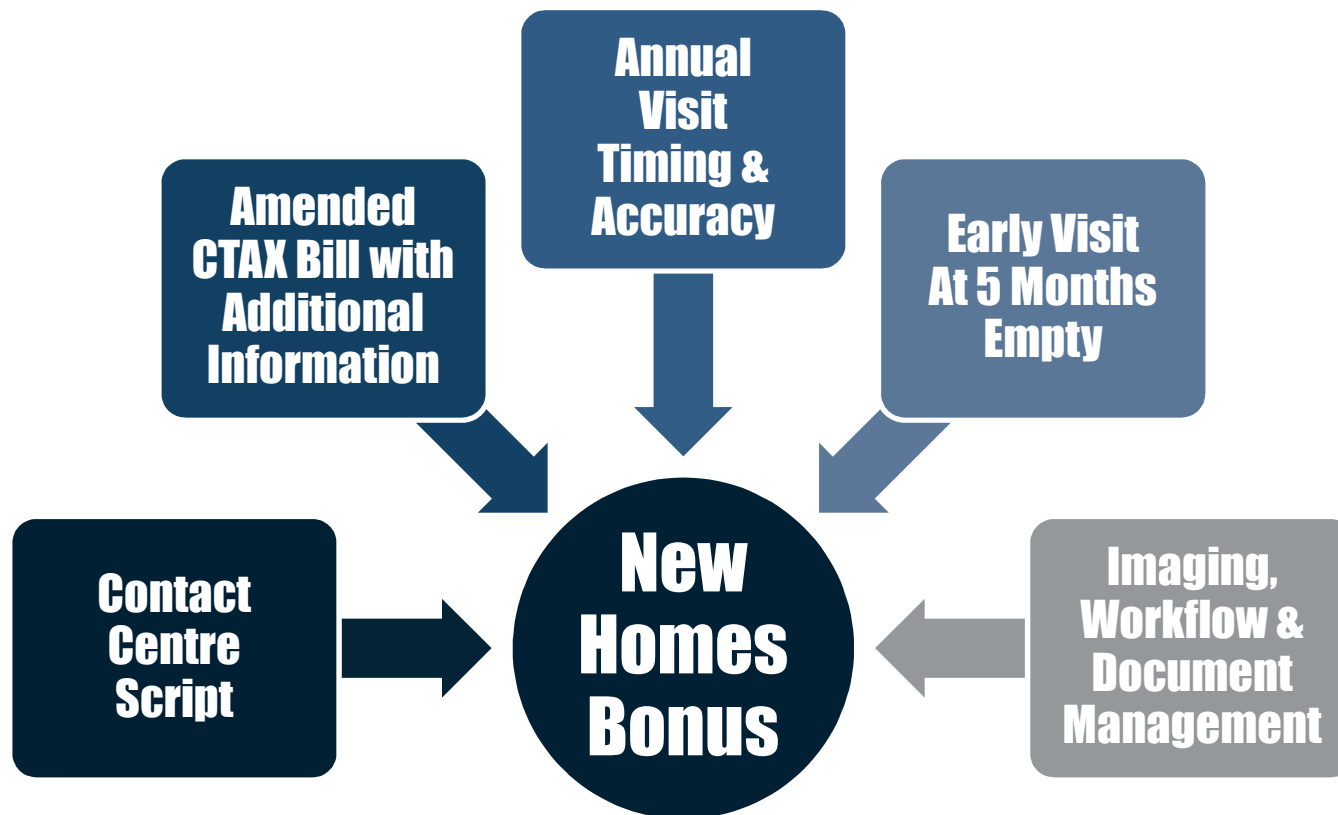 Annual
Visit
Timing &
Accuracy
Amended
CTAX Bill with
Additional
Information
Early Visit
At 5 Months
Empty
Contact
Centre
Script
New
Homes
Bonus
Imaging,
Workflow &
Document
Management